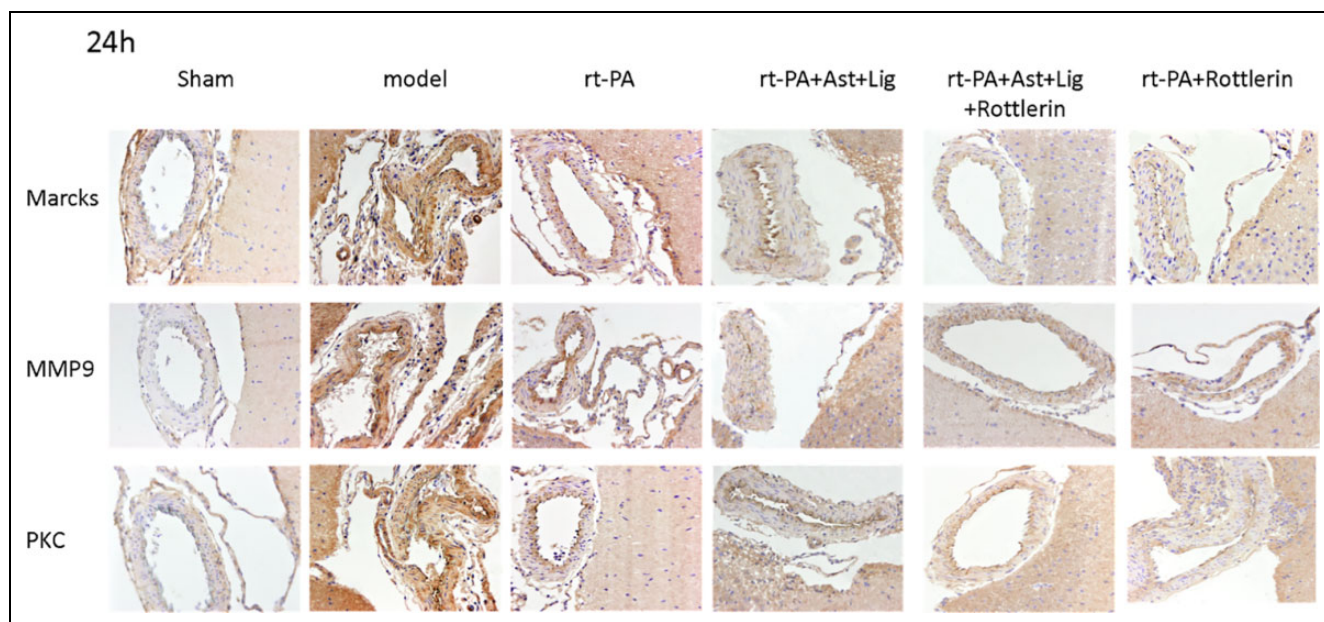 24h
Sham
model
rt-PA
rt-PA+Ast+Lig
rt-PA+Ast+Lig
+Rottlerin
rt-PA+Rottlerin
Marcks
MMP9
PKC